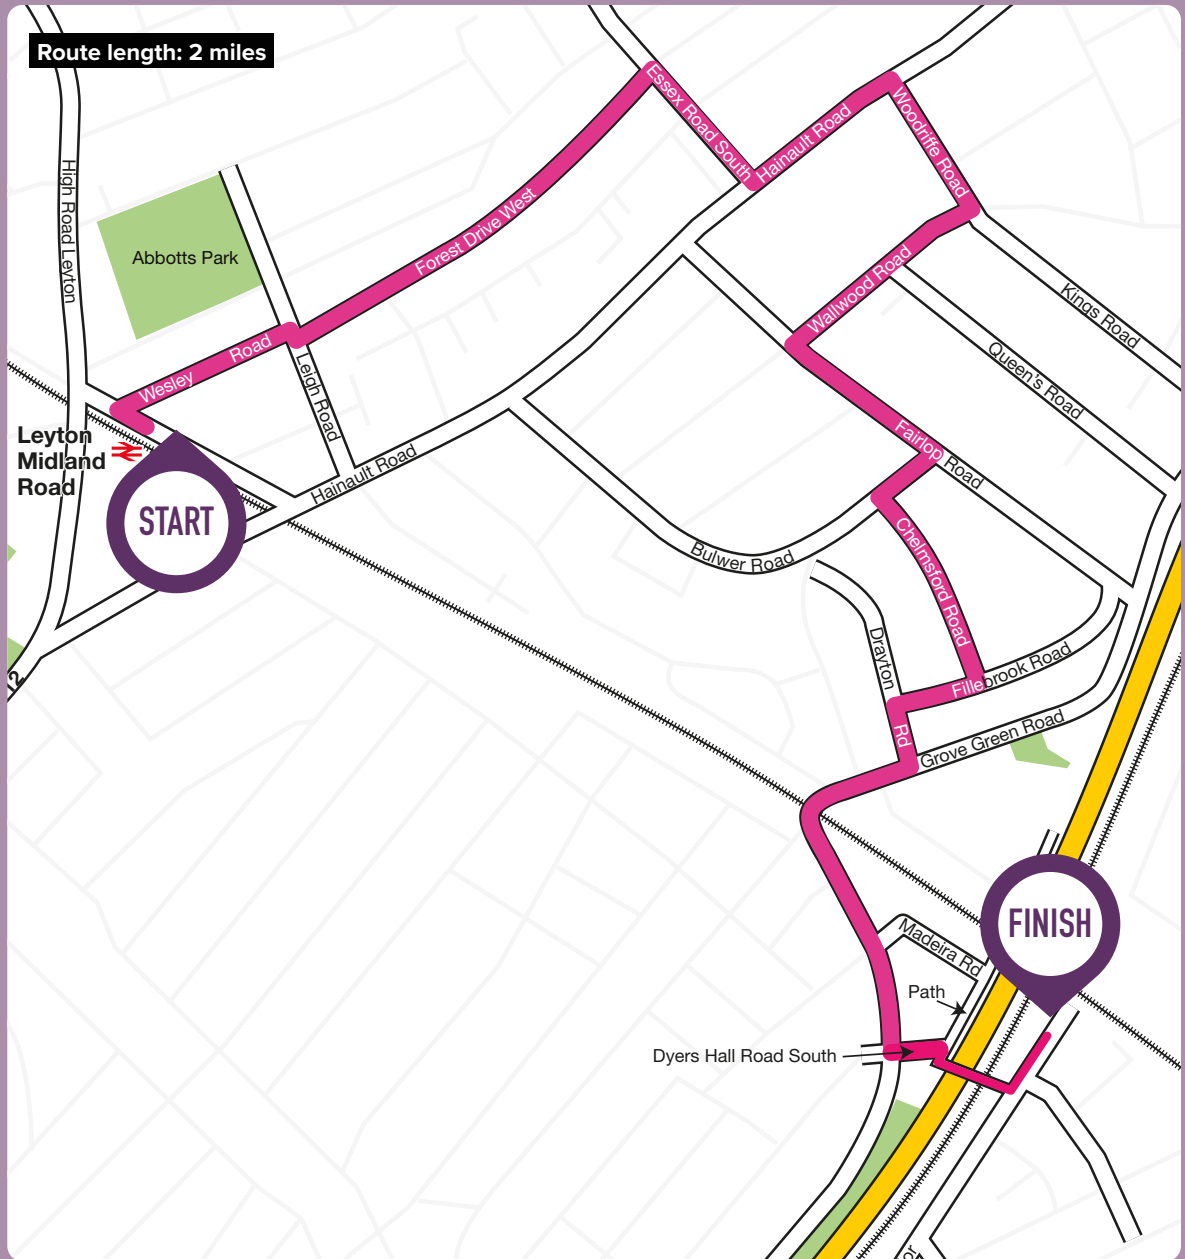 Route length: 2 miles
High Road Leyton
Abbotts Park
Essex Road South
Hainault Road
Woodriffe Road
Forest Drive West
Wallwood Road
Kings Road
Queen's Road
Wesley Road
Leigh Road
Leyton
Midland
Road
START
Hainault Road
Fairlop Road
Bulwer Road
Chelmsford Road
Drayton Rd
Fillebrook Road
Grove Green Road
12
FINISH
Madeira Rd
Path
Dyers Hall Road South